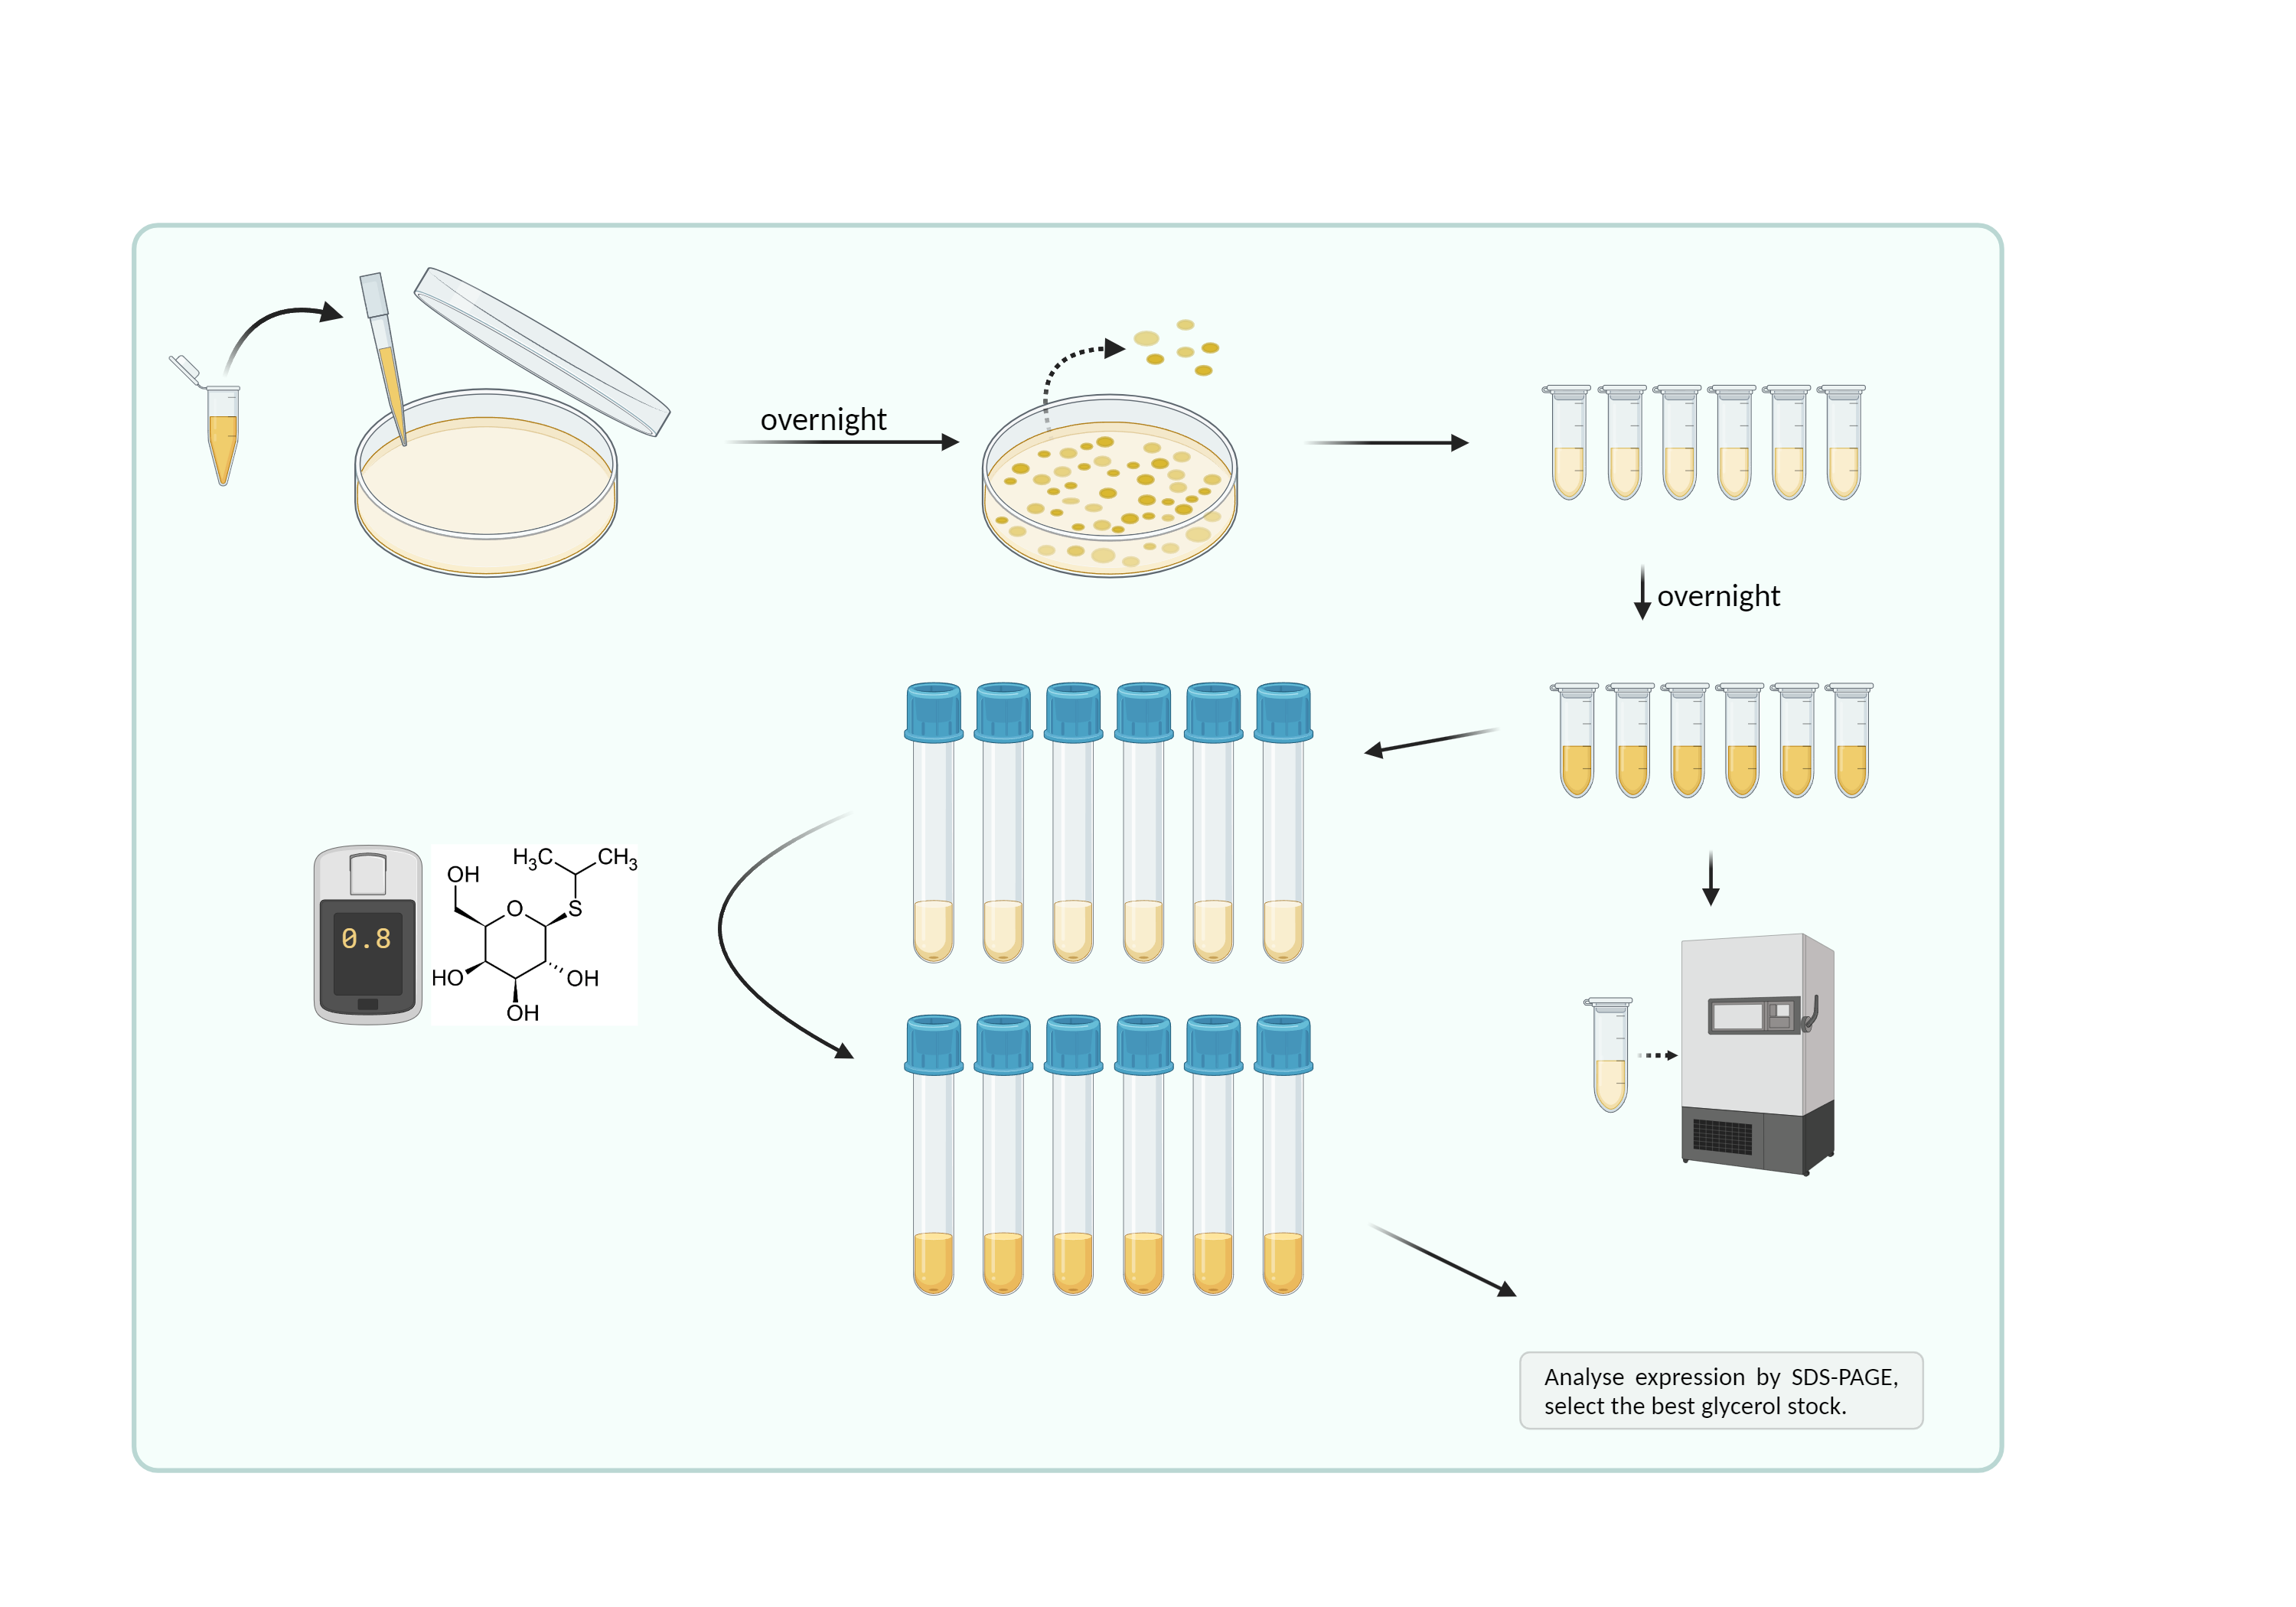 overnight
overnight
0.8
H3C
CH3
OH
O
S
HO
OH
OH
Analyse expression by SDS-PAGE,
select the best glycerol stock.